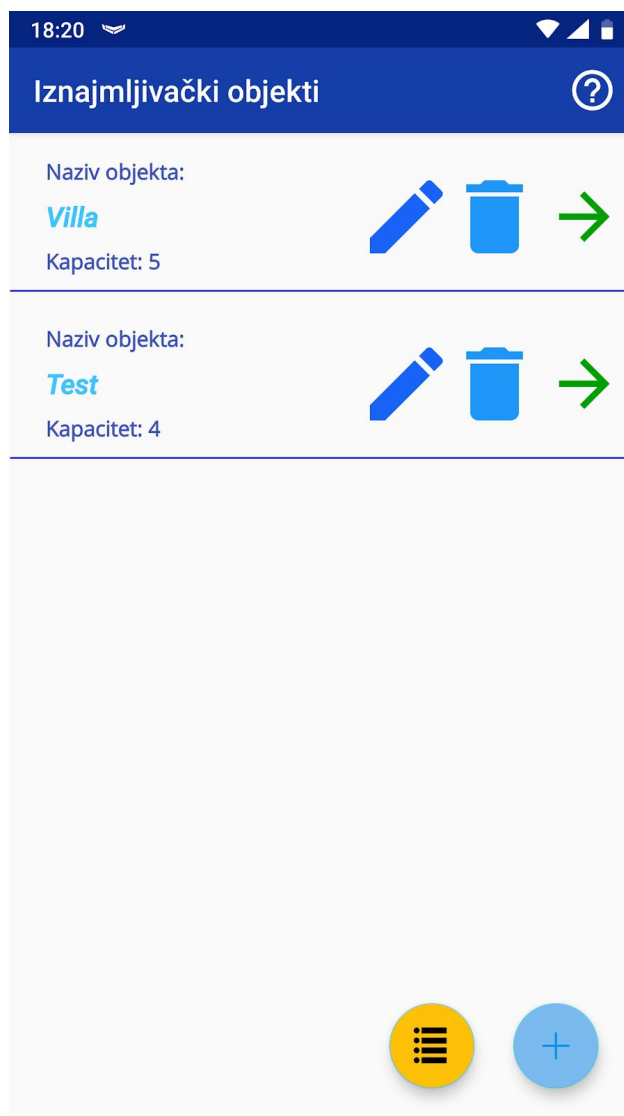 18:20
Iznajmljivački objekti
Naziv objekta:
Villa
Kapacitet: 5
Naziv objekta:
Test
Kapacitet: 4